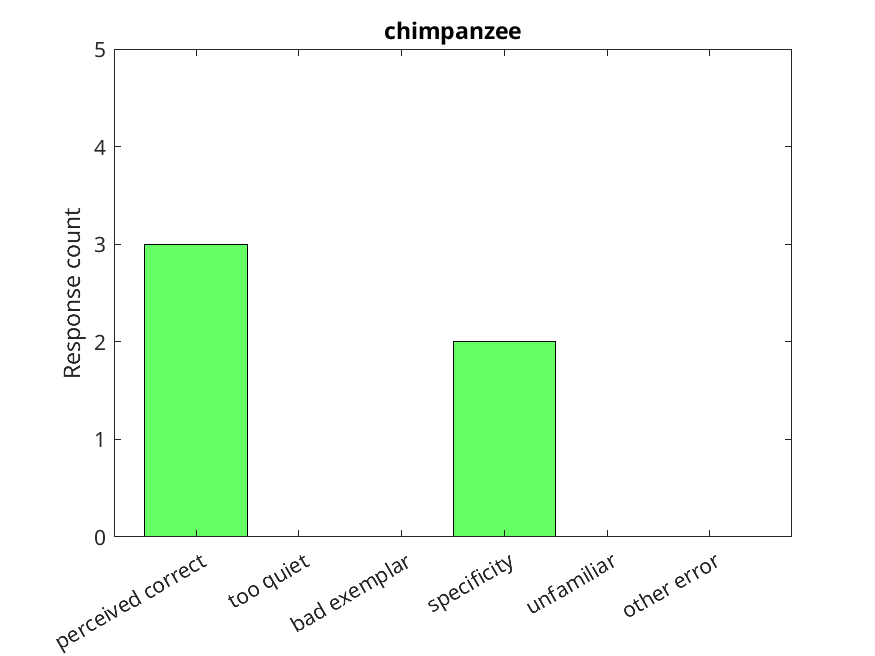 chimpanzee
5
4
3
2
1
0
Response count
perceived correct
too quiet
bad exemplar
specificity
unfamiliar
other error